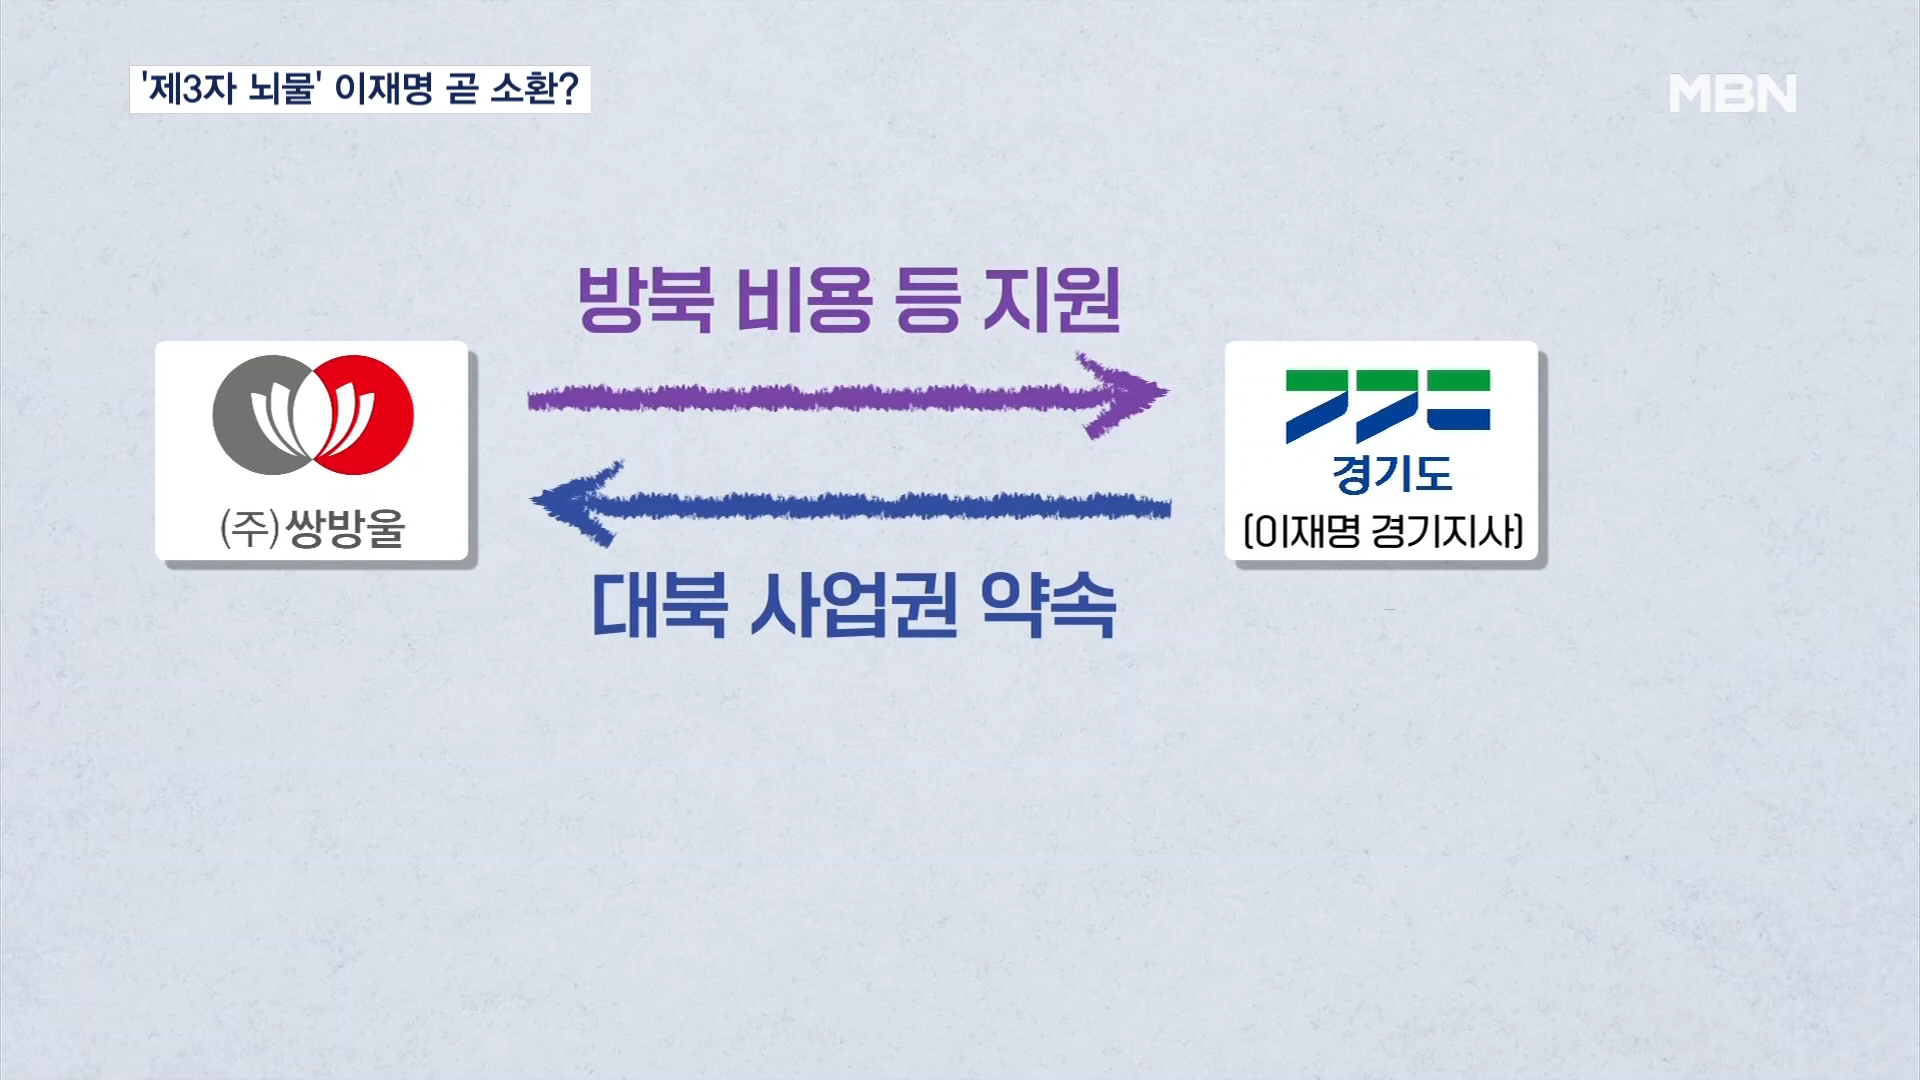 '제3자 뇌물' 이재명 곧 소환?
MBN
방북 비용 등 지원
(주)쌍방울
경기도
(이재명 경기지사)
대북 사업권 약속